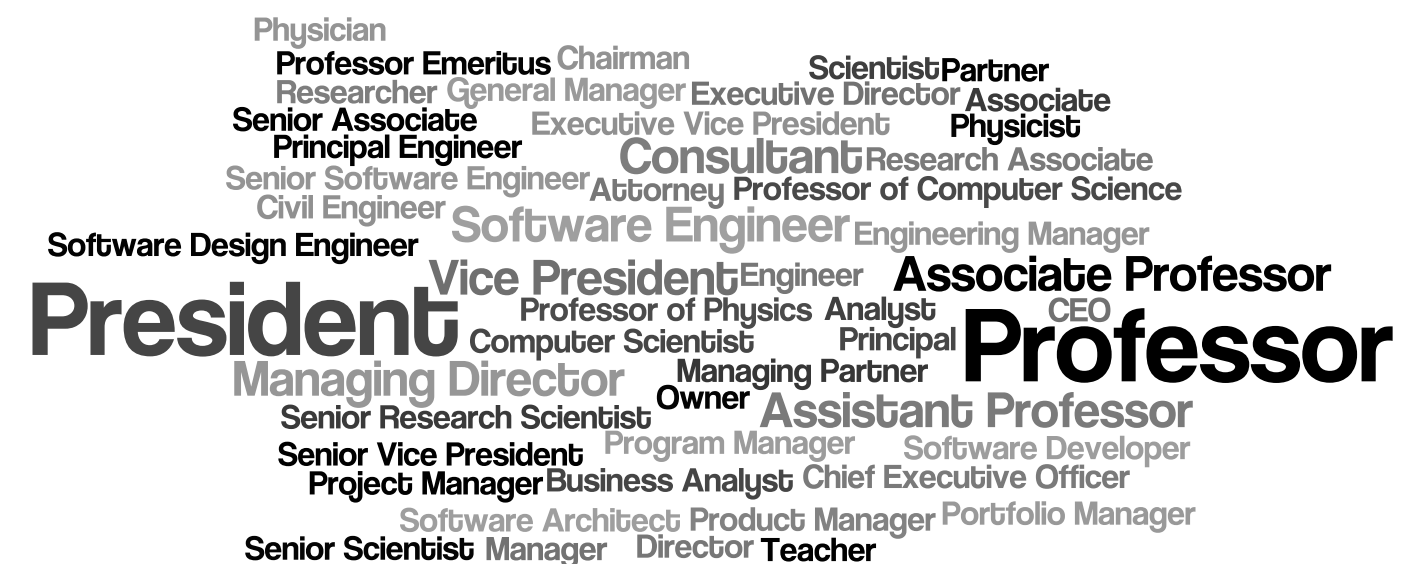 Physician
Professor Emeritus Chairman Scientist Partner
Researcher General Manager Executive Director Associate
Senior Associate Executive Vice President Physicist
Principal Engineer Consultant Research Associate
Senior Software Engineer Attorney Professor of Computer Science
Civil Engineer Software Engineer Engineering Manager
Software Design Engineer
Vice President Engineer Associate Professor
President Professor of Physics Analyst CEO
Computer Scientist Principal Professor
Managing Director Managing Partner
Owner Assistant Professor
Senior Research Scientist
Senior Vice President Program Manager Software Developer
Project Manager Business Analyst Chief Executive Officer
Software Architect Product Manager Portfolio Manager
Senior Scientist Manager Director Teacher